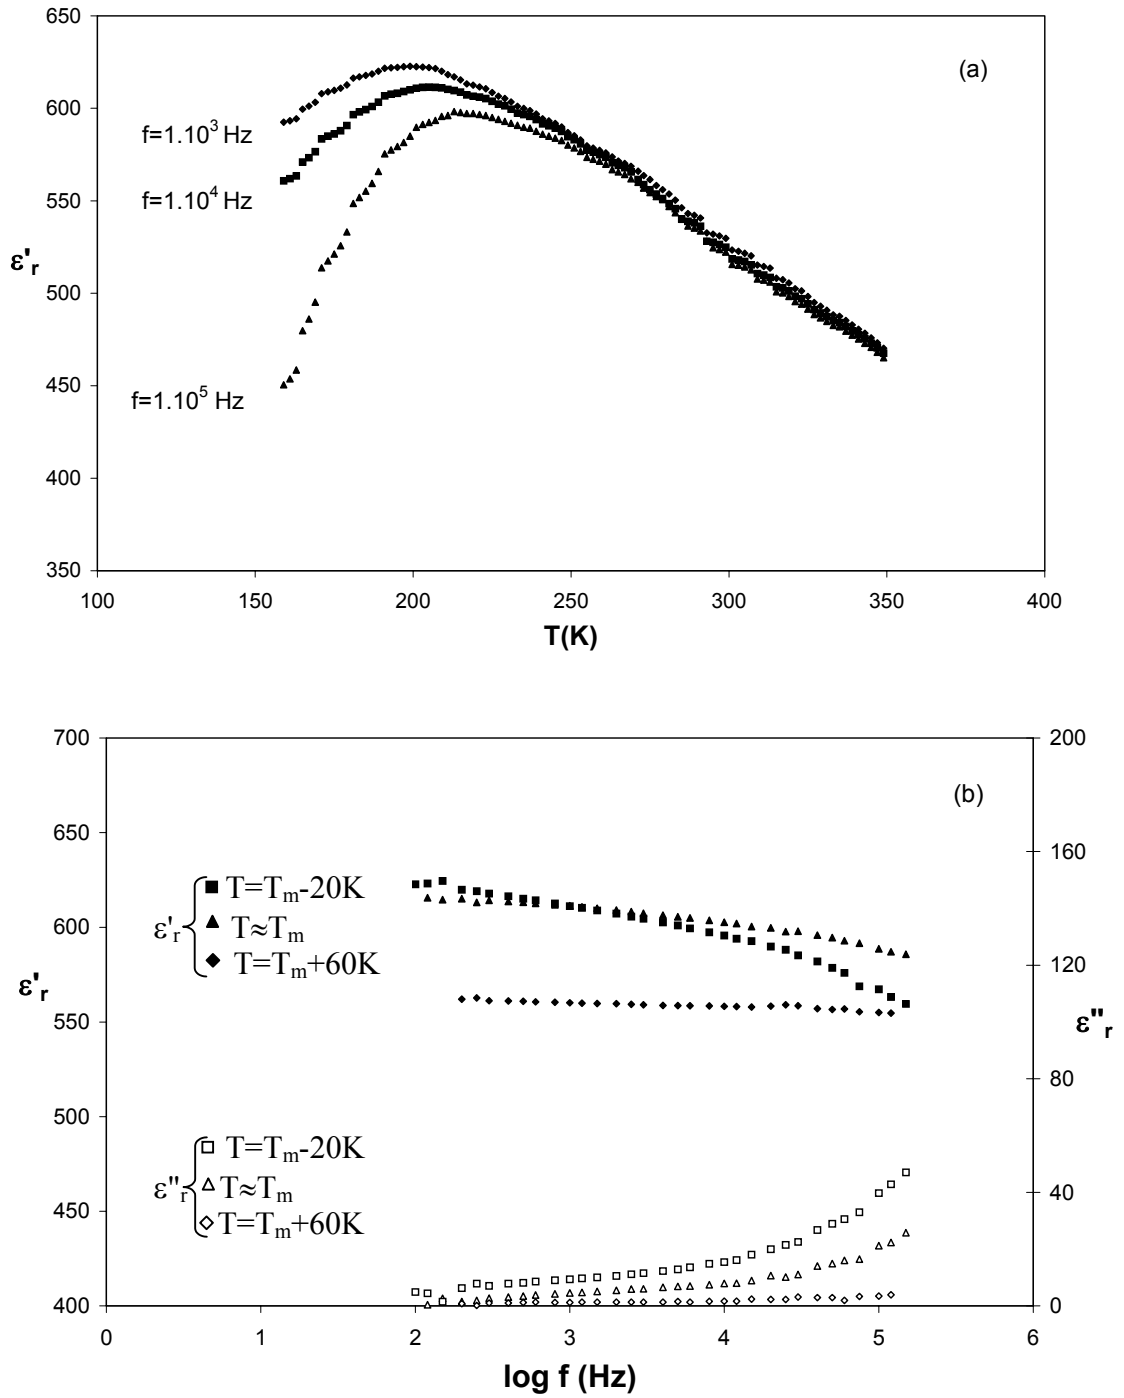 650
(a)
600
f=1.10³ Hz
f=1.10⁴ Hz
550
ε'r
500
450
f=1.10⁵ Hz
400
350
100 150 200 250 300 350 400
T(K)
700 200
(b)
650
160
T=Tm-20K
600 ε'r T≈Tm
T=Tm+60K
120
ε'r
550
ε''r
80
500
T=Tm-20K
ε''r T≈Tm
450 T=Tm+60K
40
400 0
0 1 2 3 4 5 6
log f (Hz)